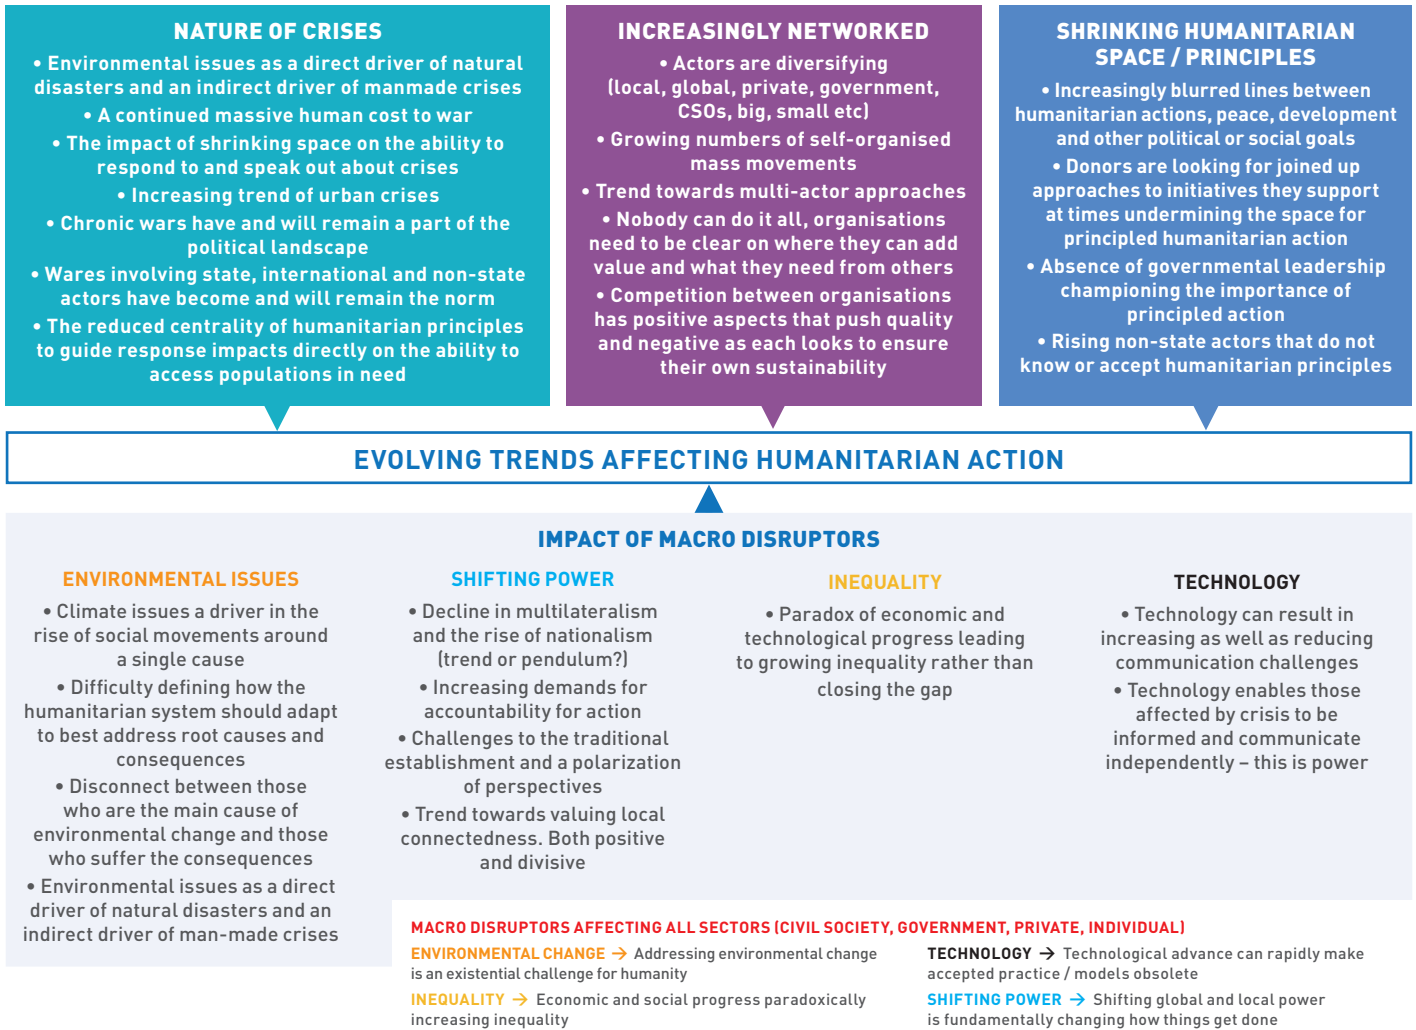 NATURE OF CRISES
• Environmental issues as a direct driver of natural
disasters and an indirect driver of manmade crises
• A continued massive human cost to war
• The impact of shrinking space on the ability to
respond to and speak out about crises
• Increasing trend of urban crises
• Chronic wars have and will remain a part of the
political landscape
• Wares involving state, international and non-state
actors have become and will remain the norm
• The reduced centrality of humanitarian principles
to guide response impacts directly on the ability to
access populations in need
INCREASINGLY NETWORKED
• Actors are diversifying
(local, global, private, government,
CSOs, big, small etc)
• Growing numbers of self-organised
mass movements
• Trend towards multi-actor approaches
• Nobody can do it all, organisations
need to be clear on where they can add
value and what they need from others
• Competition between organisations
has positive aspects that push quality
and negative as each looks to ensure
their own sustainability
SHRINKING HUMANITARIAN
SPACE / PRINCIPLES
• Increasingly blurred lines between
humanitarian actions, peace, development
and other political or social goals
• Donors are looking for joined up
approaches to initiatives they support
at times undermining the space for
principled humanitarian action
• Absence of governmental leadership
championing the importance of
principled action
• Rising non-state actors that do not
know or accept humanitarian principles
EVOLVING TRENDS AFFECTING HUMANITARIAN ACTION
IMPACT OF MACRO DISRUPTORS
ENVIRONMENTAL ISSUES
• Climate issues a driver in the
rise of social movements around
a single cause
• Difficulty defining how the
humanitarian system should adapt
to best address root causes and
consequences
• Disconnect between those
who are the main cause of
environmental change and those
who suffer the consequences
• Environmental issues as a direct
driver of natural disasters and an
indirect driver of man-made crises
SHIFTING POWER
• Decline in multilateralism
and the rise of nationalism
(trend or pendulum?)
• Increasing demands for
accountability for action
• Challenges to the traditional
establishment and a polarization
of perspectives
• Trend towards valuing local
connectedness. Both positive
and divisive
INEQUALITY
• Paradox of economic and
technological progress leading
to growing inequality rather than
closing the gap
TECHNOLOGY
• Technology can result in
increasing as well as reducing
communication challenges
• Technology enables those
affected by crisis to be
informed and communicate
independently – this is power
MACRO DISRUPTORS AFFECTING ALL SECTORS (CIVIL SOCIETY, GOVERNMENT, PRIVATE, INDIVIDUAL)
ENVIRONMENTAL CHANGE → Addressing environmental change
is an existential challenge for humanity
INEQUALITY → Economic and social progress paradoxically
increasing inequality
TECHNOLOGY → Technological advance can rapidly make
accepted practice / models obsolete
SHIFTING POWER → Shifting global and local power
is fundamentally changing how things get done